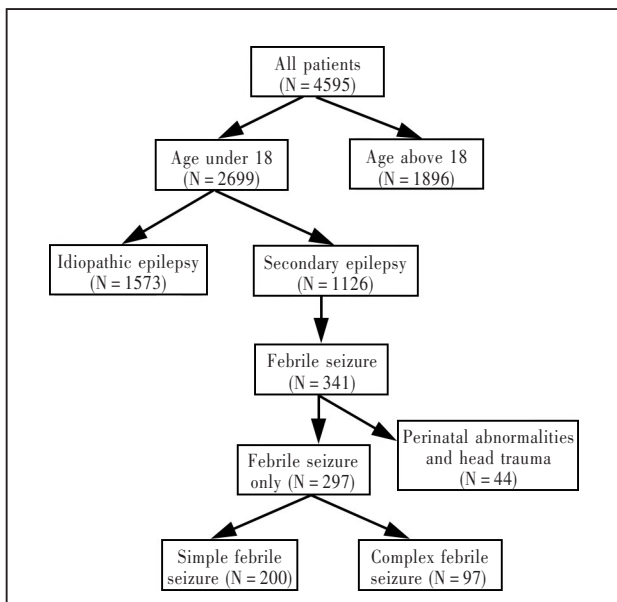 All patients
(N = 4595)
Age under 18
(N = 2699)
Age above 18
(N = 1896)
Idiopathic epilepsy
(N = 1573)
Secondary epilepsy
(N = 1126)
Febrile seizure
(N = 341)
Febrile seizure
only (N = 297)
Perinatal abnormalities
and head trauma
(N = 44)
Simple febrile
seizure (N = 200)
Complex febrile
seizure (N = 97)